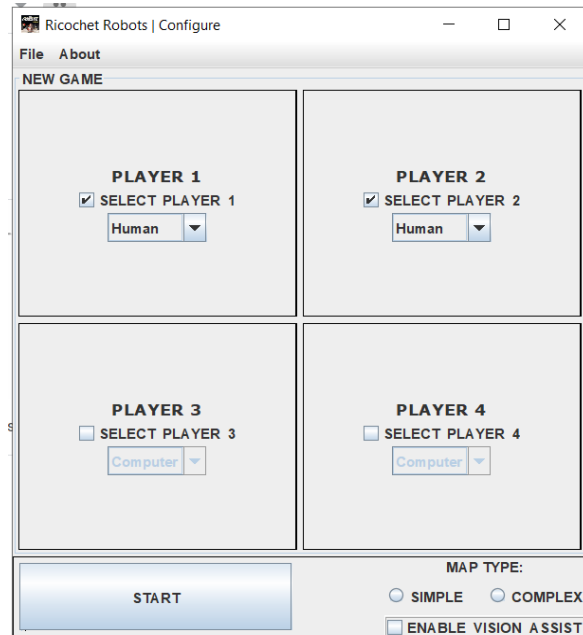 Ricochet Robots | Configure
File About
NEW GAME
PLAYER 1
SELECT PLAYER 1
Human
PLAYER 2
SELECT PLAYER 2
Human
PLAYER 3
SELECT PLAYER 3
Computer
PLAYER 4
SELECT PLAYER 4
Computer
START
MAP TYPE:
SIMPLE COMPLEX
ENABLE VISION ASSIST